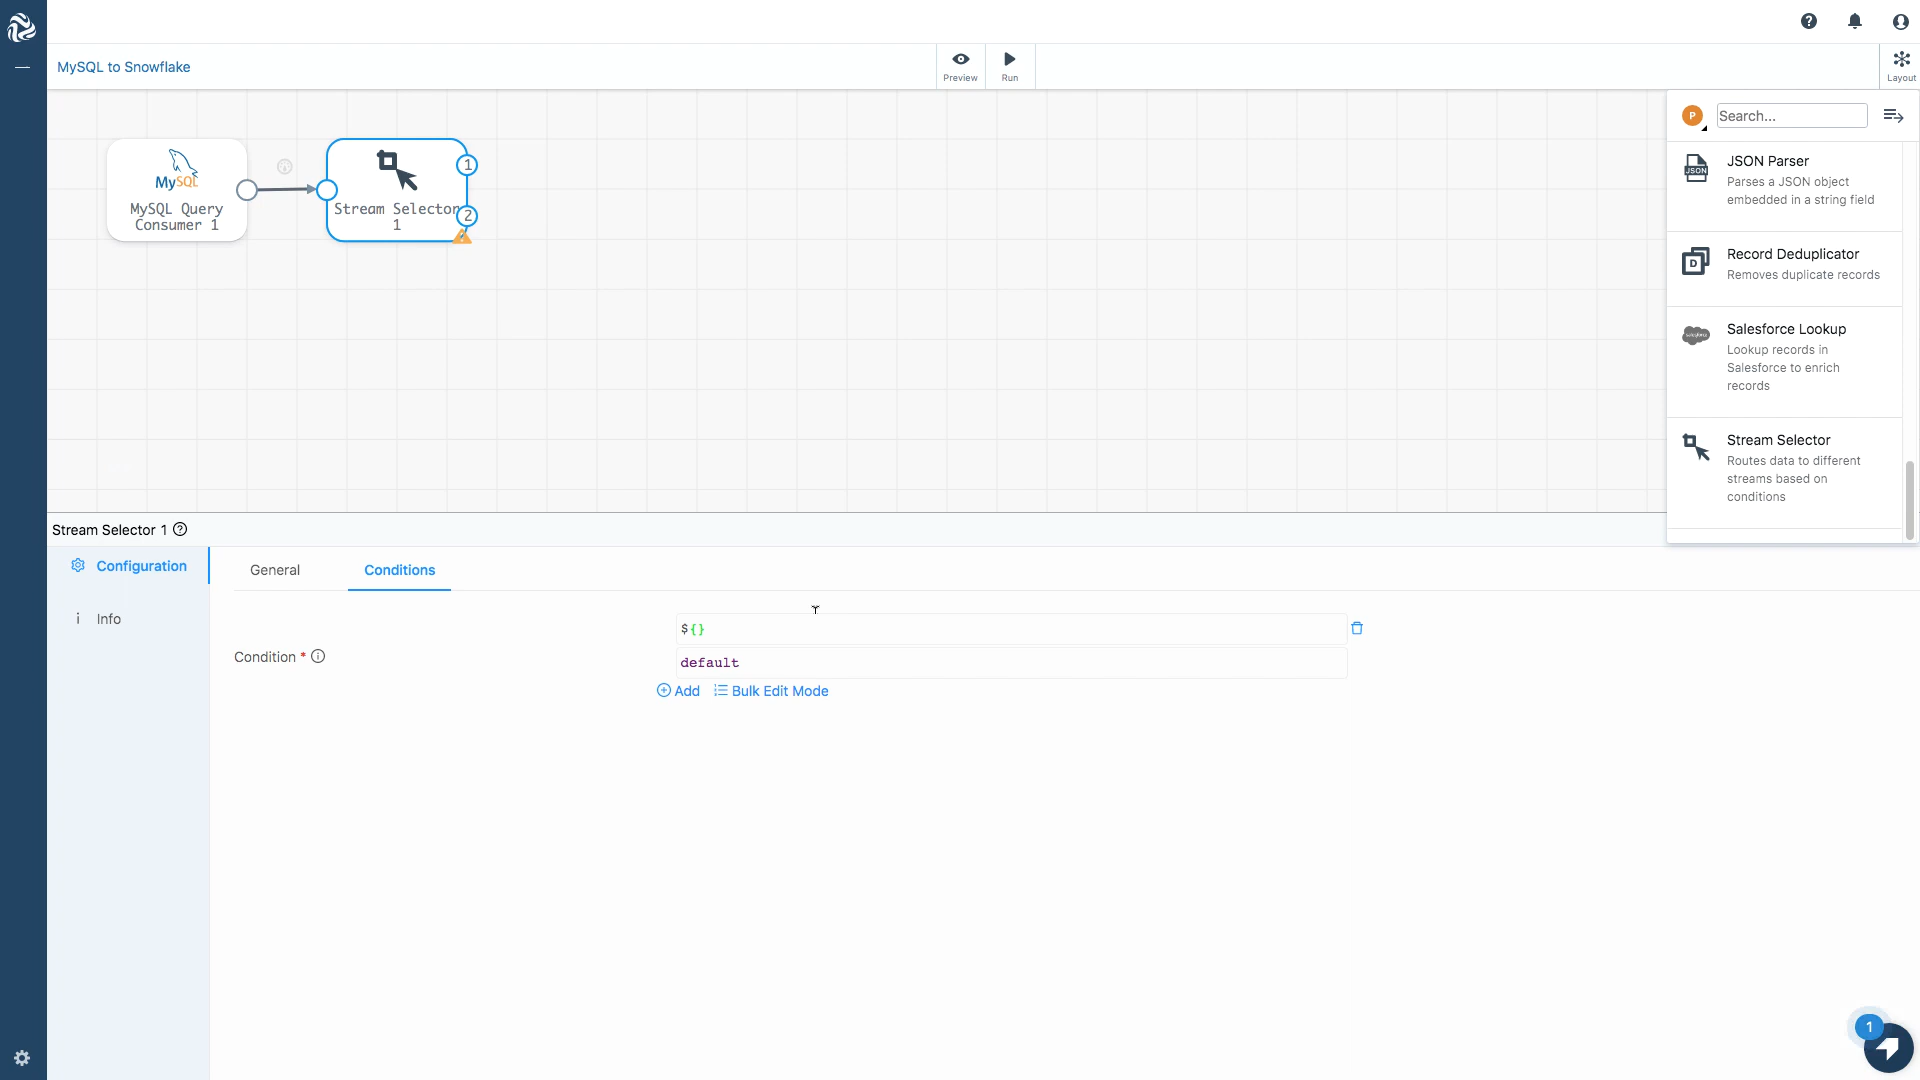 MySQL to Snowflake
Preview
Run
Layout
P
Search...
MySQL
MySQL Query
Consumer 1
Stream Selector
1
1
2
JSON
JSON Parser
Parses a JSON object
embedded in a string field
D
Record Deduplicator
Removes duplicate records
salesforce
Salesforce Lookup
Lookup records in
Salesforce to enrich
records
Stream Selector
Routes data to different
streams based on
conditions
Stream Selector 1
Configuration
Info
General
Conditions
Condition *
${}
default
Add
Bulk Edit Mode
1